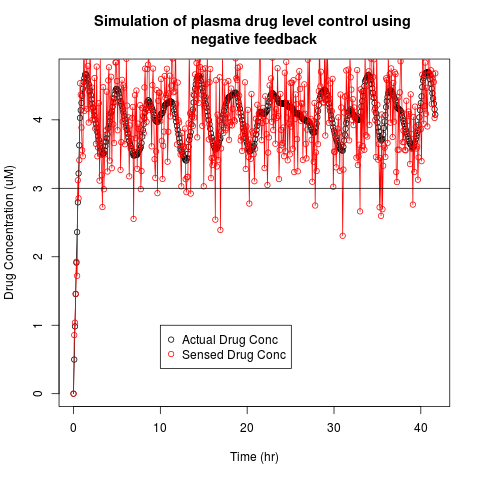 Simulation of plasma drug level control using
negative feedback
Drug Concentration (uM)
4
3
2
1
0
Actual Drug Conc
Sensed Drug Conc
0 10 20 30 40
Time (hr)